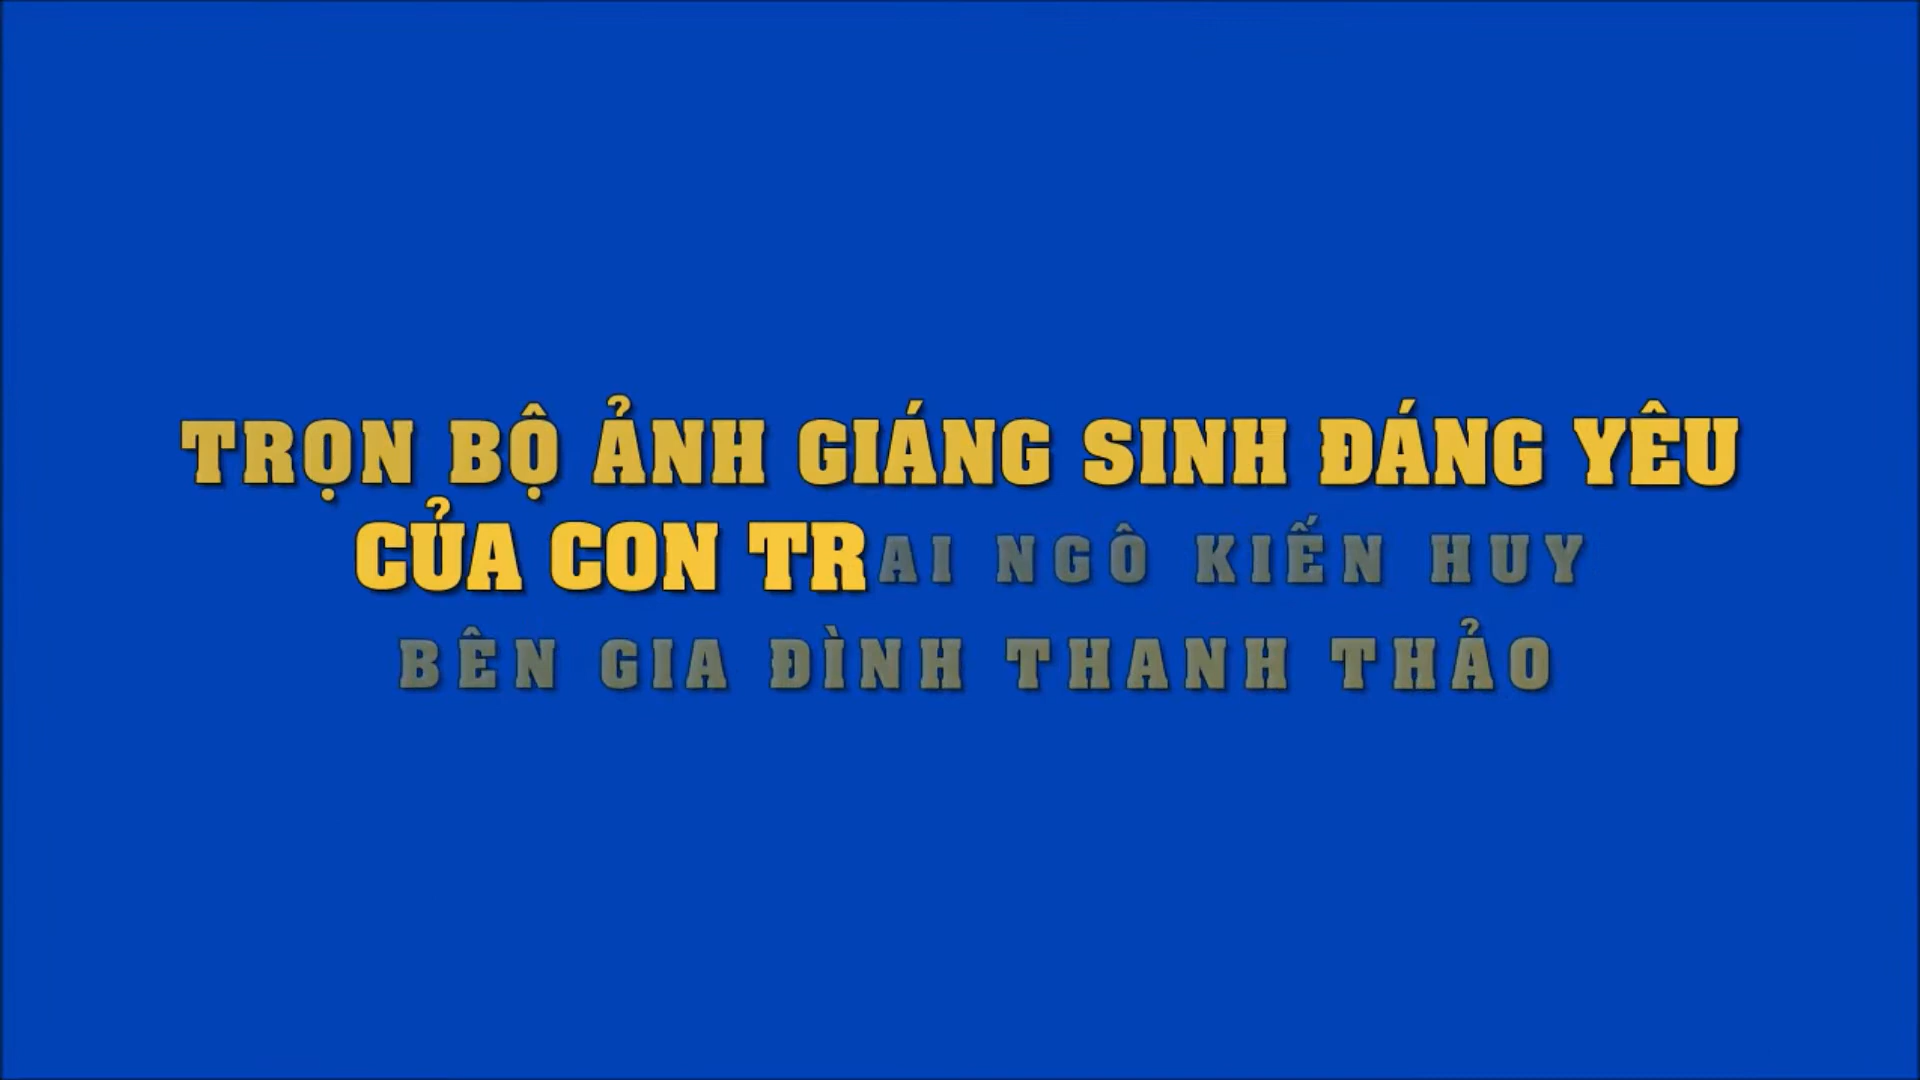 TRỌN BỘ ẢNH GIÁNG SINH ĐÁNG YÊU
CỦA CON TRAI NGÔ KIẾN HUY
BÊN GIA ĐÌNH THANH THẢO